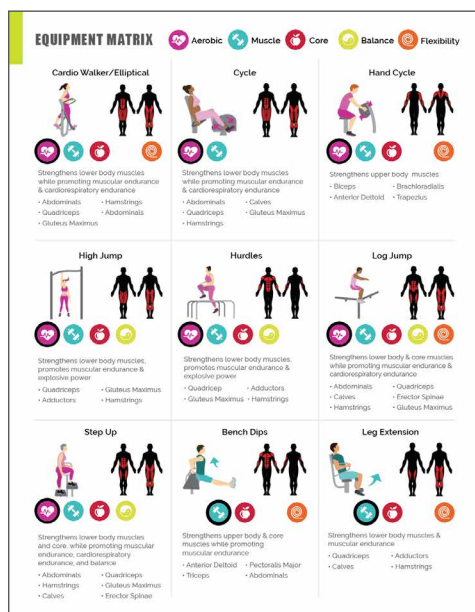 EQUIPMENT MATRIX
Aerobic
Muscle
Core
Balance
Flexibility
Cardio Walker/Elliptical
Strengthens lower body muscles
while promoting muscular endurance
& cardiorespiratory endurance
• Abdominals
• Hamstrings
• Quadriceps
• Abdominals
• Gluteus Maximus
Cycle
Strengthens lower body muscles
while promoting muscular endurance
& cardiorespiratory endurance
• Abdominals
• Calves
• Quadriceps
• Gluteus Maximus
• Hamstrings
Hand Cycle
Strengthens upper body muscles
• Biceps
• Brachloradialis
• Anterior Deltoid
• Trapezius
High Jump
Strengthens lower body muscles,
promotes muscular endurance &
explosive power
• Quadriceps
• Gluteus Maximus
• Adductors
• Hamstrings
Hurdles
Strengthens lower body muscles,
promotes muscular endurance &
explosive power
• Quadricep
• Adductors
• Gluteus Maximus
• Hamstrings
Log Jump
Strengthens lower body & core muscles
while promoting muscular endurance &
cardiorespiratory endurance
• Abdominals
• Quadriceps
• Calves
• Erector Spinae
• Hamstrings
• Gluteus Maximus
Step Up
Strengthens lower body muscles
and core, while promoting muscular
endurance, cardiorespiratory
endurance, and balance
• Abdominals
• Quadriceps
• Hamstrings
• Gluteus Maximus
• Calves
• Erector Spinae
Bench Dips
Strengthens upper body & core
muscles while promoting
muscular endurance
• Anterior Deltoid
• Pectoralis Major
• Triceps
• Abdominals
Leg Extension
Strengthens lower body muscles &
muscular endurance
• Quadriceps
• Adductors
• Calves
• Hamstrings